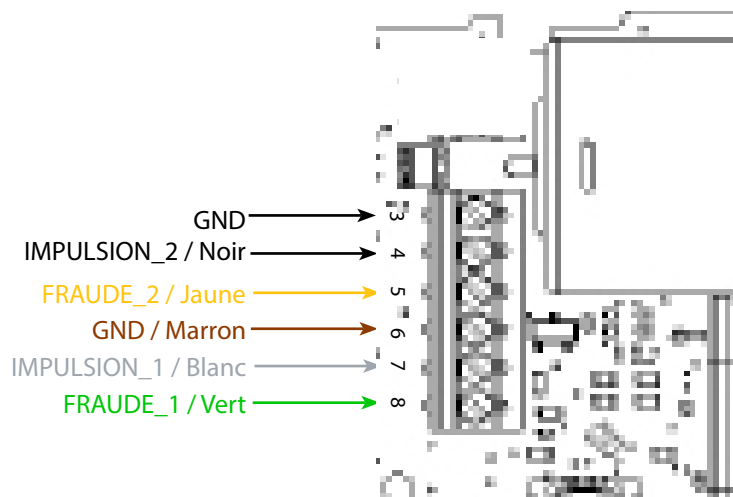 GND 3
IMPULSION_2 / Noir 4
FRAUDE_2 / Jaune 5
GND / Marron 6
IMPULSION_1 / Blanc 7
FRAUDE_1 / Vert 8